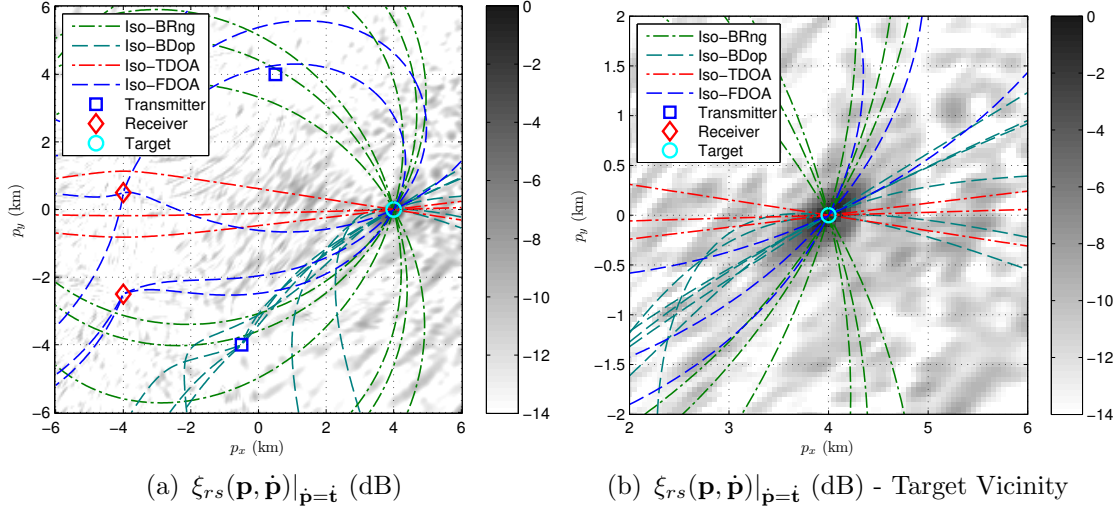 6
4
2
0
−2
−4
−6
−6
−4
−2
0
2
4
6
p_y (km)
p_x (km)
Iso−BRng
Iso−BDop
Iso−TDOA
Iso−FDOA
Transmitter
Receiver
Target
0
−2
−4
−6
−8
−10
−12
−14
2
1.5
1
0.5
0
−0.5
−1
−1.5
−2
2
3
4
5
6
p_y (km)
p_x (km)
Iso−BRng
Iso−BDop
Iso−TDOA
Iso−FDOA
Transmitter
Receiver
Target
0
−2
−4
−6
−8
−10
−12
−14
(a) ξ_{rs}(𝐩, 𝐩̇)|_{𝐩̇=𝐭̇} (dB)
(b) ξ_{rs}(𝐩, 𝐩̇)|_{𝐩̇=𝐭̇} (dB) - Target Vicinity